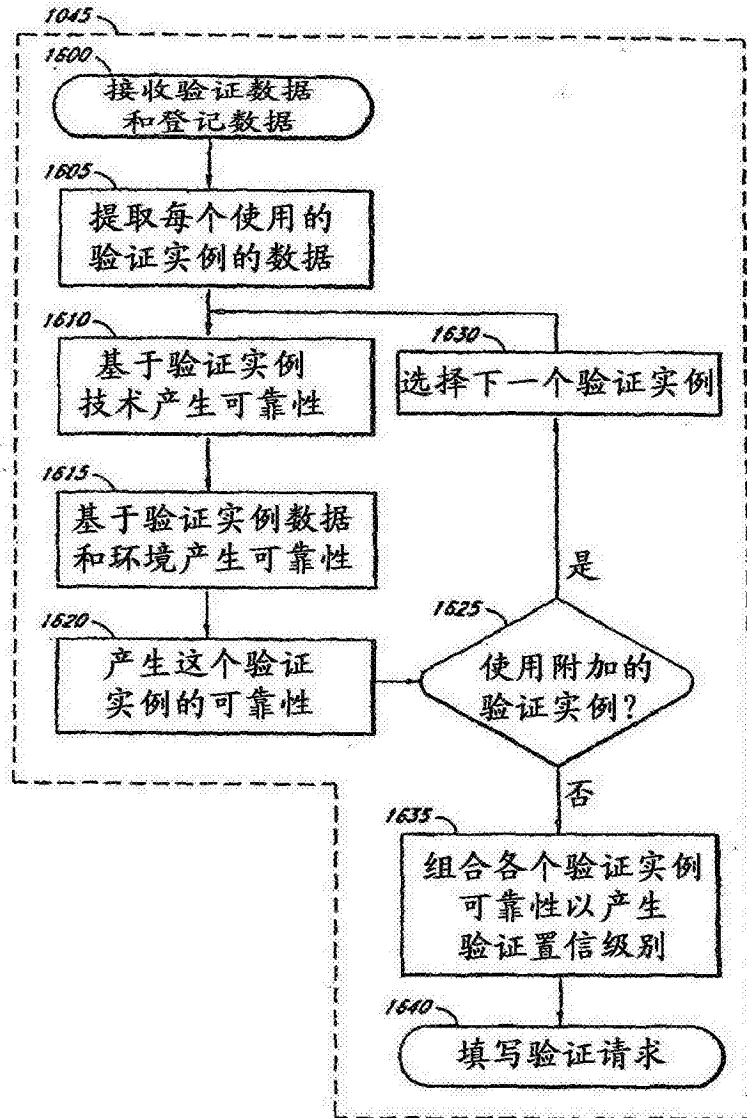 1045
1600
接收验证数据
和登记数据
1605
提取每个使用的
验证实例的数据
1610
基于验证实例
技术产生可靠性
1615
基于验证实例数据
和环境产生可靠性
1620
产生这个验证
实例的可靠性
1625
使用附加的
验证实例?
是
1630
选择下一个验证实例
否
1635
组合各个验证实例
可靠性以产生
验证置信级别
1640
填写验证请求